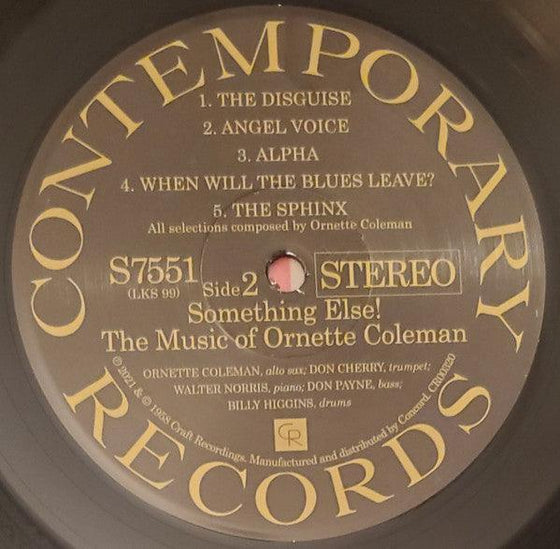 CONTEMPORARY
1. THE DISGUISE
2. ANGEL VOICE
3. ALPHA
4. WHEN WILL THE BLUES LEAVE?
5. THE SPHINX
All selections composed by Ornette Coleman
S7551
(LKS 99)
Side 2
STEREO
Something Else!
The Music of Ornette Coleman
ORNETTE COLEMAN, alto sax; DON CHERRY, trumpet;
WALTER NORRIS, piano; DON PAYNE, bass;
BILLY HIGGINS, drums
CR
℗ 2021 & © 1958 Craft Recordings. Manufactured and distributed by Concord.
RECORDS